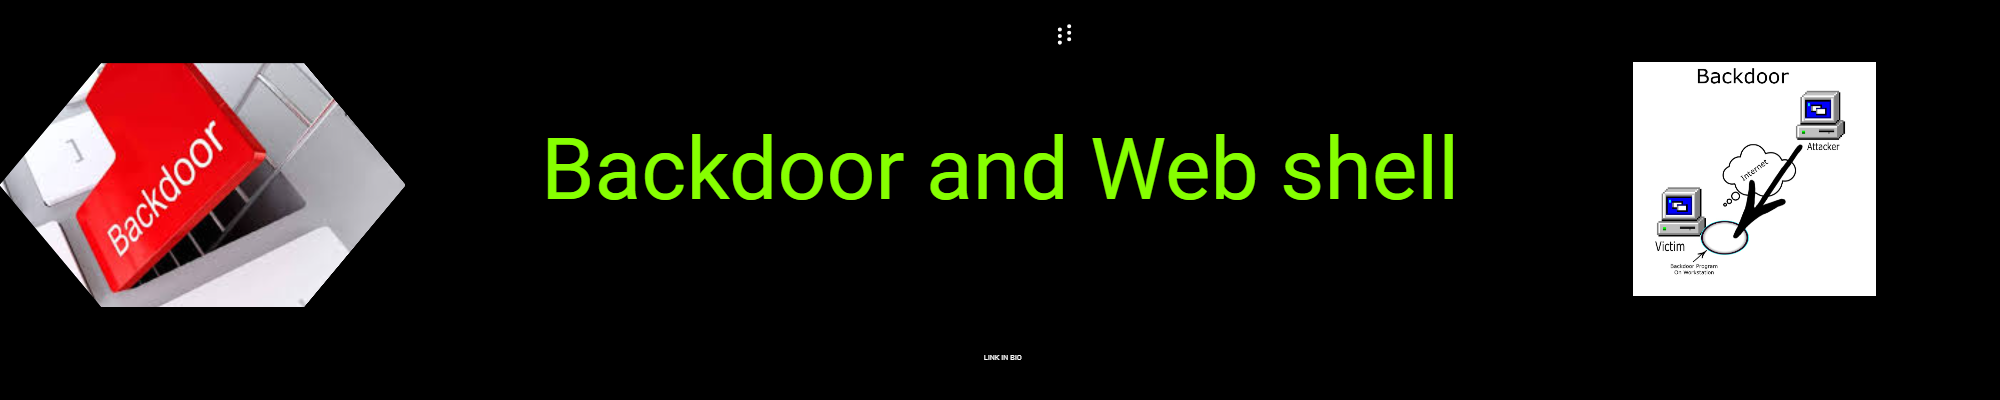 ]
Backdoor
Backdoor and Web shell
LINK IN BIO
Backdoor
Attacker
Internet
Victim
Backdoor Program
On Workstation